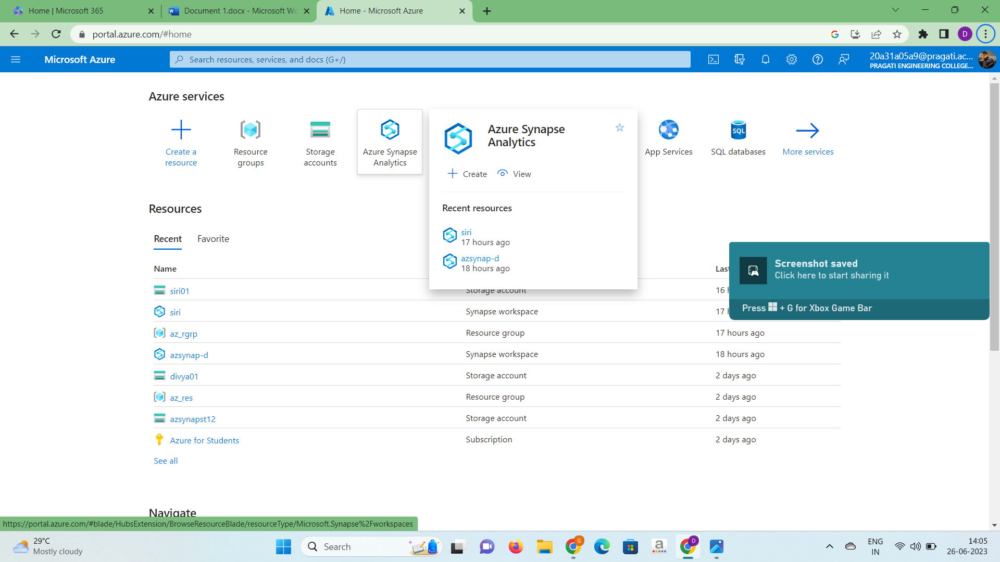 Home | Microsoft 365
Document 1.docx - Microsoft Wo
Home - Microsoft Azure
portal.azure.com/#home
D
Microsoft Azure
Search resources, services, and docs (G+/)
20a31a05a9@pragati.ac...
PRAGATI ENGINEERING COLLEGE...
Azure services
Create a
resource
Resource
groups
Storage
accounts
Azure Synapse
Analytics
Azure Synapse
Analytics
App Services
SQL
SQL databases
More services
Create
View
Recent resources
siri
17 hours ago
azsynap-d
18 hours ago
Resources
Recent
Favorite
Name
Las
siri01
Storage account
16 h
siri
Synapse workspace
17 h
az_rgrp
Resource group
17 hours ago
azsynap-d
Synapse workspace
18 hours ago
divya01
Storage account
2 days ago
az_res
Resource group
2 days ago
azsynapst12
Storage account
2 days ago
Azure for Students
Subscription
2 days ago
See all
Screenshot saved
Click here to start sharing it
Press + G for Xbox Game Bar
Navigate
https://portal.azure.com/#blade/HubsExtension/BrowseResourceBlade/resourceType/Microsoft.Synapse%2Fworkspaces
29°C
Mostly cloudy
Search
G
a
D
ENG
IN
14:05
26-06-2023